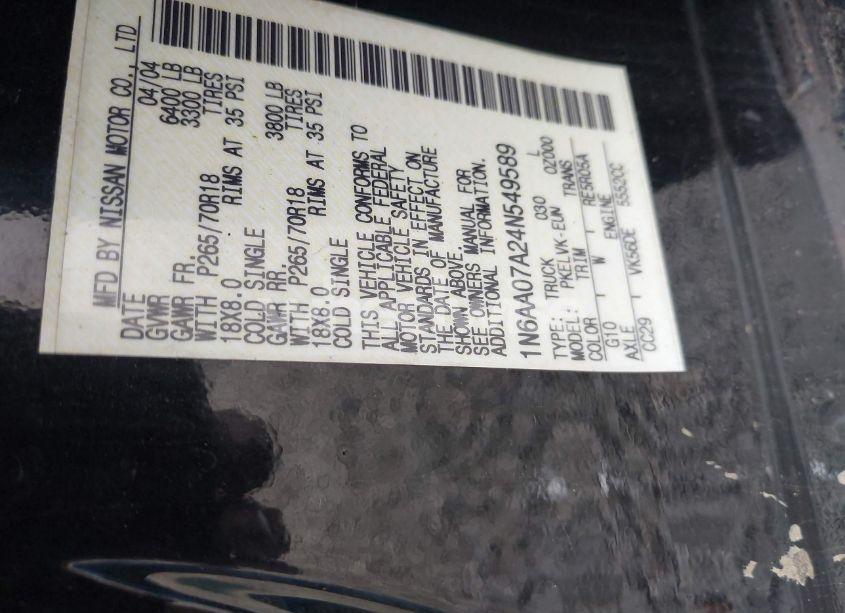 MFD BY NISSAN MOTOR CO., LTD
DATE 04/04
GVWR 6400 LB
GAWR FR. 3300 LB
WITH P265/70R18 TIRES
18X8.0 RIMS AT 35 PSI
COLD SINGLE
GAWR RR. 3800 LB
WITH P265/70R18 TIRES
18X8.0 RIMS AT 35 PSI
COLD SINGLE
THIS VEHICLE CONFORMS TO
ALL APPLICABLE FEDERAL
MOTOR VEHICLE SAFETY
STANDARDS IN EFFECT ON
THE DATE OF MANUFACTURE
SHOWN ABOVE.
SEE OWNERS MANUAL FOR
ADDITIONAL INFORMATION.
1N6AA07A24N549589
TYPE: TRUCK 030 L
MODEL: PKELVK-EUN 0Z000
COLOR TRIM TRANS
G10 W RE5R05A
AXLE ENGINE
CC29 VK56DE 5552CC